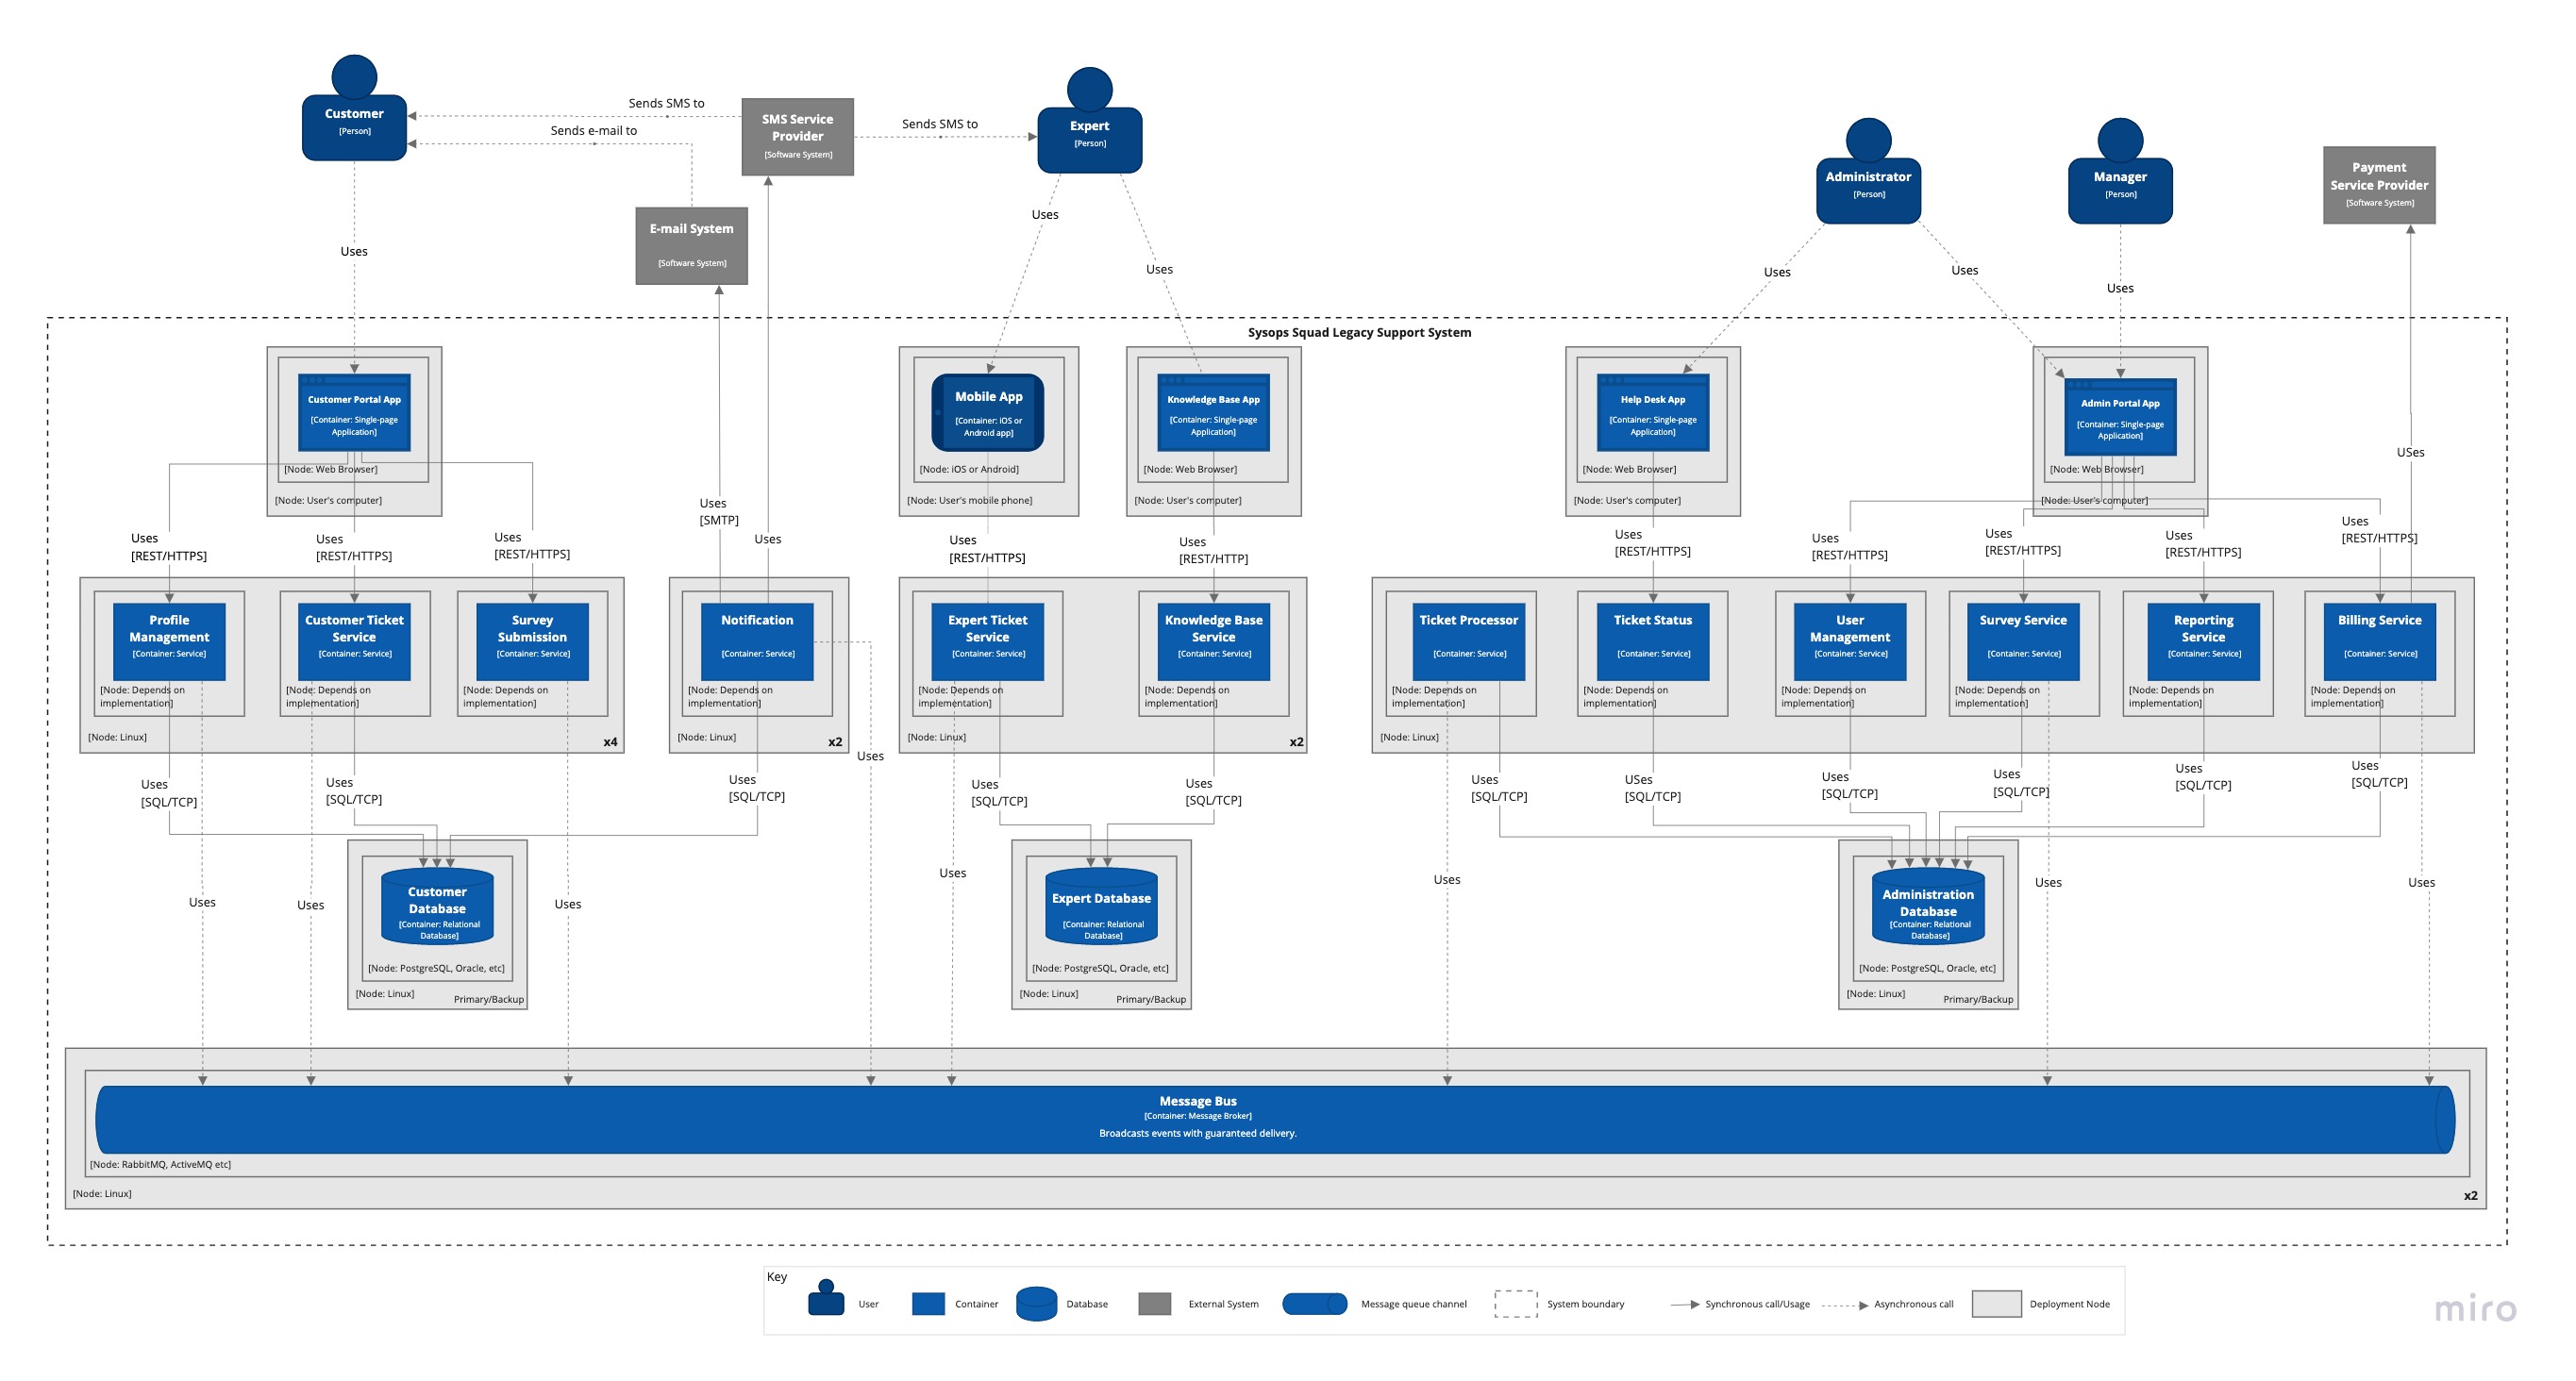 Customer
[Person]
Sends SMS to
Sends e-mail to
SMS Service
Provider
[Software System]
Sends SMS to
Expert
[Person]
Administrator
[Person]
Manager
[Person]
Payment
Service Provider
[Software System]
E-mail System
[Software System]
Uses
Uses
Uses
Uses
Uses
Uses
Sysops Squad Legacy Support System
Customer Portal App
[Container: Single-page
Application]
[Node: Web Browser]
[Node: User's computer]
Mobile App
[Container: iOS or
Android app]
[Node: iOS or Android]
[Node: User's mobile phone]
Knowledge Base App
[Container: Single-page
Application]
[Node: Web Browser]
[Node: User's computer]
Help Desk App
[Container: Single-page
Application]
[Node: Web Browser]
[Node: User's computer]
Admin Portal App
[Container: Single-page
Application]
[Node: Web Browser]
[Node: User's computer]
USes
Uses
[SMTP]
Uses
Uses
[REST/HTTPS]
Uses
[REST/HTTPS]
Uses
[REST/HTTPS]
Uses
[REST/HTTPS]
Uses
[REST/HTTP]
Uses
[REST/HTTPS]
Uses
[REST/HTTPS]
Uses
[REST/HTTPS]
Uses
[REST/HTTPS]
Uses
[REST/HTTPS]
Profile
Management
[Container: Service]
[Node: Depends on
implementation]
Customer Ticket
Service
[Container: Service]
[Node: Depends on
implementation]
Survey
Submission
[Container: Service]
[Node: Depends on
implementation]
[Node: Linux]
x4
Notification
[Container: Service]
[Node: Depends on
implementation]
[Node: Linux]
x2
Expert Ticket
Service
[Container: Service]
[Node: Depends on
implementation]
Knowledge Base
Service
[Container: Service]
[Node: Depends on
implementation]
[Node: Linux]
x2
Ticket Processor
[Container: Service]
[Node: Depends on
implementation]
Ticket Status
[Container: Service]
[Node: Depends on
implementation]
User
Management
[Container: Service]
[Node: Depends on
implementation]
Survey Service
[Container: Service]
[Node: Depends on
implementation]
Reporting
Service
[Container: Service]
[Node: Depends on
implementation]
Billing Service
[Container: Service]
[Node: Depends on
implementation]
[Node: Linux]
Uses
[SQL/TCP]
Uses
[SQL/TCP]
Uses
[SQL/TCP]
Uses
Uses
[SQL/TCP]
Uses
[SQL/TCP]
Uses
[SQL/TCP]
USes
[SQL/TCP]
Uses
[SQL/TCP]
Uses
[SQL/TCP]
Uses
[SQL/TCP]
Uses
[SQL/TCP]
Uses
Uses
Uses
Uses
Uses
Uses
Uses
Customer
Database
[Container: Relational
Database]
[Node: PostgreSQL, Oracle, etc]
[Node: Linux]
Primary/Backup
Expert Database
[Container: Relational
Database]
[Node: PostgreSQL, Oracle, etc]
[Node: Linux]
Primary/Backup
Administration
Database
[Container: Relational
Database]
[Node: PostgreSQL, Oracle, etc]
[Node: Linux]
Primary/Backup
Message Bus
[Container: Message Broker]
Broadcasts events with guaranteed delivery.
[Node: RabbitMQ, ActiveMQ etc]
[Node: Linux]
x2
Key
User
Container
Database
External System
Message queue channel
System boundary
Synchronous call/Usage
Asynchronous call
Deployment Node
miro